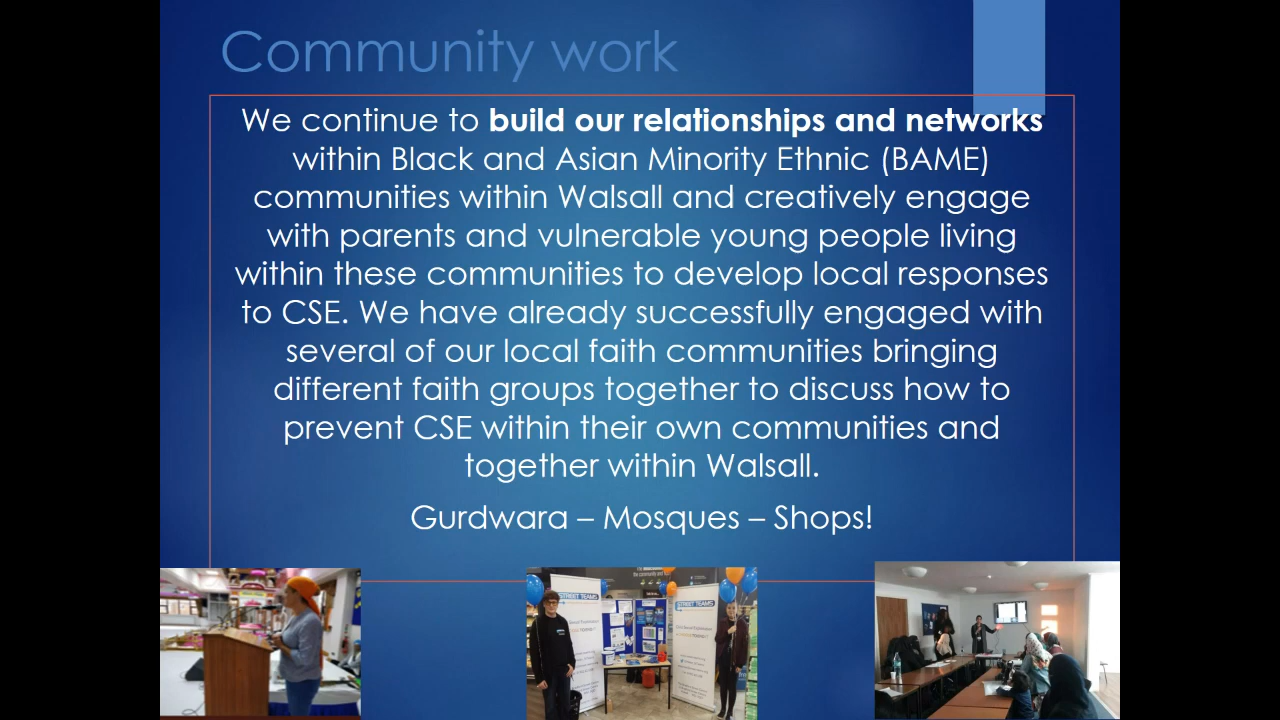 Community work
We continue to build our relationships and networks
within Black and Asian Minority Ethnic (BAME)
communities within Walsall and creatively engage
with parents and vulnerable young people living
within these communities to develop local responses
to CSE. We have already successfully engaged with
several of our local faith communities bringing
different faith groups together to discuss how to
prevent CSE within their own communities and
together within Walsall.
Gurdwara – Mosques – Shops!
STREET TEAMS
STREET TEAMS